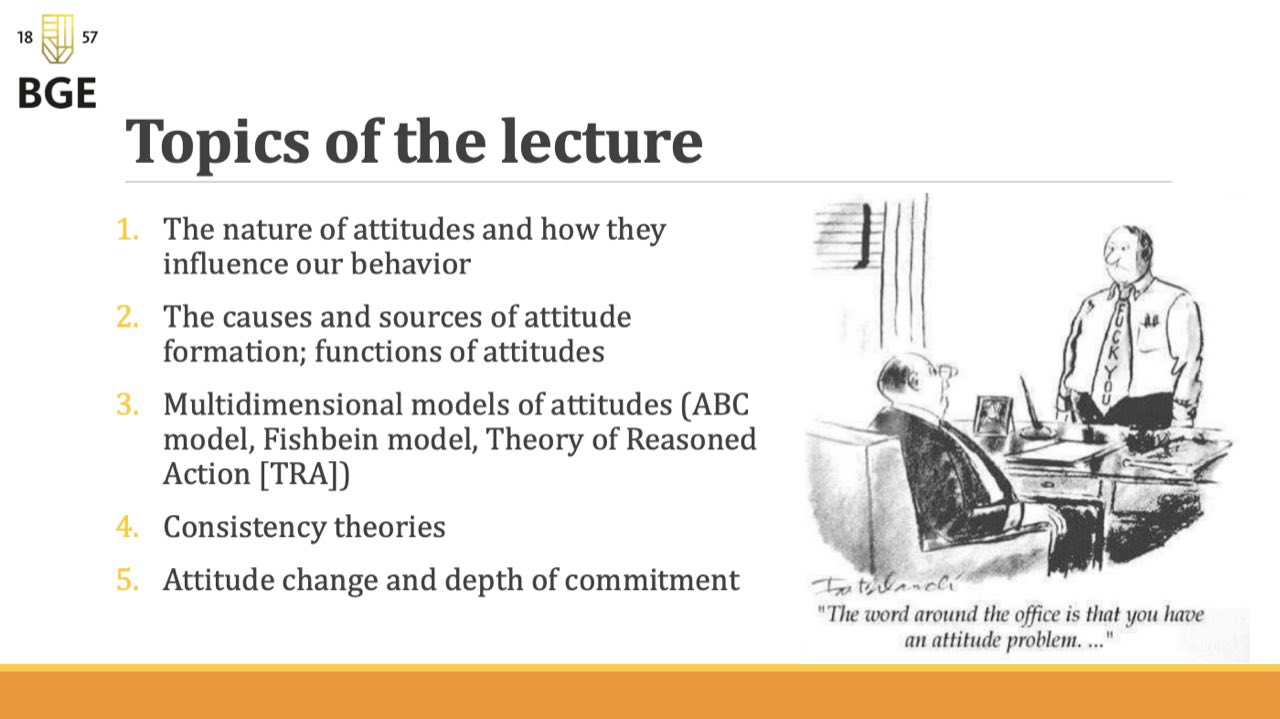 18 57
BGE
Topics of the lecture
1. The nature of attitudes and how they
influence our behavior
2. The causes and sources of attitude
formation; functions of attitudes
3. Multidimensional models of attitudes (ABC
model, Fishbein model, Theory of Reasoned
Action [TRA])
4. Consistency theories
5. Attitude change and depth of commitment
FUCK YOU
"The word around the office is that you have
an attitude problem. ..."